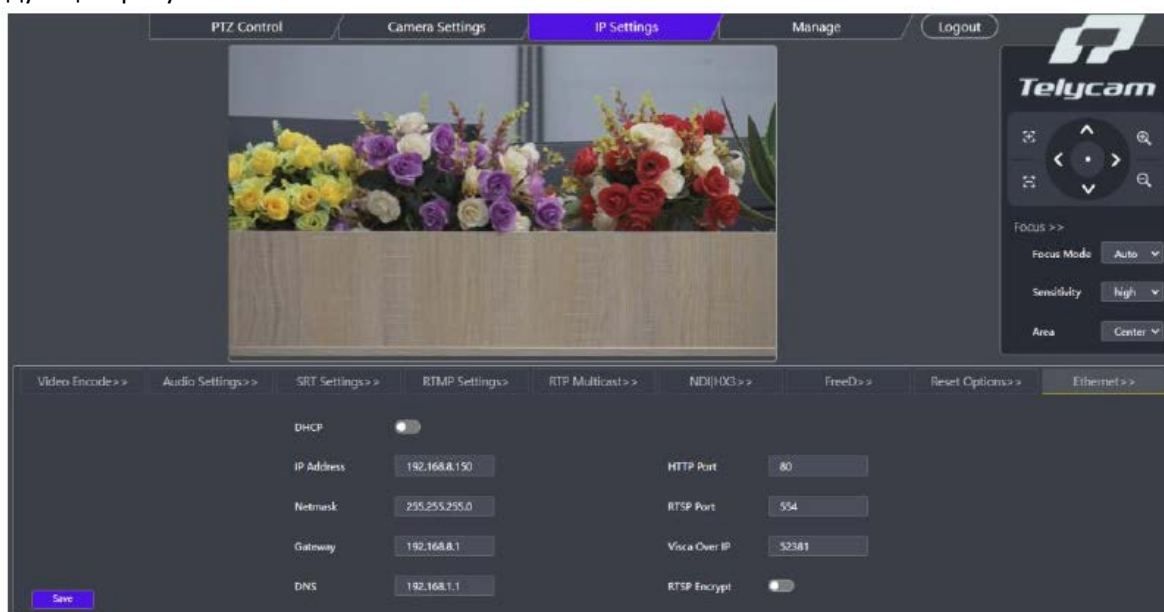 PTZ Control Camera Settings IP Settings Manage Logout
Telycam
Focus >>
Focus Mode Auto
Sensitivity high
Area Center
Video Encode>> Audio Settings>> SRT Settings>> RTMP Settings> RTP Multicast>> NDI|HX3>> FreeD>> Reset Options>> Ethernet>>
DHCP
IP Address 192.168.8.150 HTTP Port 80
Netmask 255.255.255.0 RTSP Port 554
Gateway 192.168.8.1 Visca Over IP 52381
DNS 192.168.1.1 RTSP Encrypt
Save